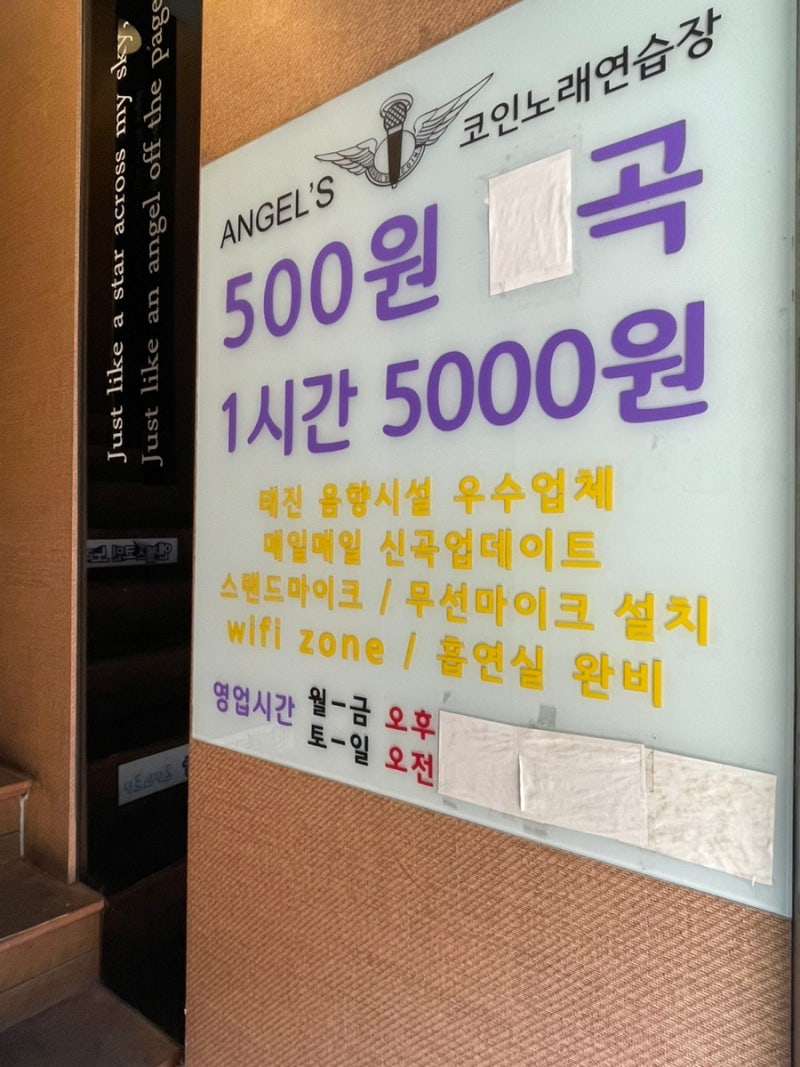 Just like a star across my sky,
Just like an angel off the page
ANGEL'S 코인노래연습장
500원 곡
1시간 5000원
태진 음향시설 우수업체
매일매일 신곡업데이트
스탠드마이크 / 무선마이크 설치
wifi zone / 흡연실 완비
영업시간 월-금 오후
토-일 오전